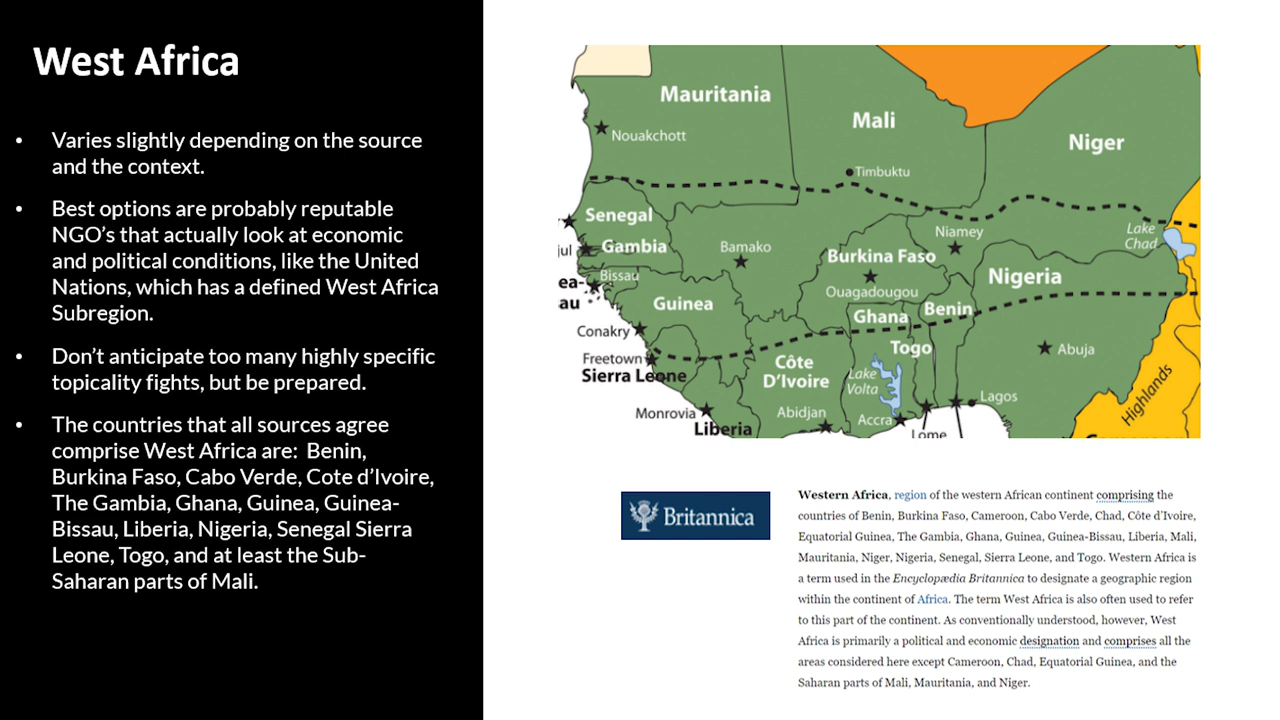 West Africa
• Varies slightly depending on the source
and the context.
• Best options are probably reputable
NGO's that actually look at economic
and political conditions, like the United
Nations, which has a defined West Africa
Subregion.
• Don't anticipate too many highly specific
topicality fights, but be prepared.
• The countries that all sources agree
comprise West Africa are:  Benin,
Burkina Faso, Cabo Verde, Cote d'Ivoire,
The Gambia, Ghana, Guinea, Guinea-
Bissau, Liberia, Nigeria, Senegal Sierra
Leone, Togo, and at least the Sub-
Saharan parts of Mali.
Mauritania
Mali
Nouakchott
Niger
Timbuktu
Senegal
Niamey
Lake
Chad
jul
Gambia
Bamako
Burkina Faso
Bissau
ea-
au
Nigeria
Ouagadougou
Guinea
Ghana
Benin
Conakry
Togo
Abuja
Freetown
Sierra Leone
Côte
D'Ivoire
Lake
Volta
Highlands
Lagos
Monrovia
Abidjan
Accra
Liberia
Lome
Britannica
Western Africa, region of the western African continent comprising the
countries of Benin, Burkina Faso, Cameroon, Cabo Verde, Chad, Côte d'Ivoire,
Equatorial Guinea, The Gambia, Ghana, Guinea, Guinea-Bissau, Liberia, Mali,
Mauritania, Niger, Nigeria, Senegal, Sierra Leone, and Togo. Western Africa is
a term used in the Encyclopædia Britannica to designate a geographic region
within the continent of Africa. The term West Africa is also often used to refer
to this part of the continent. As conventionally understood, however, West
Africa is primarily a political and economic designation and comprises all the
areas considered here except Cameroon, Chad, Equatorial Guinea, and the
Saharan parts of Mali, Mauritania, and Niger.